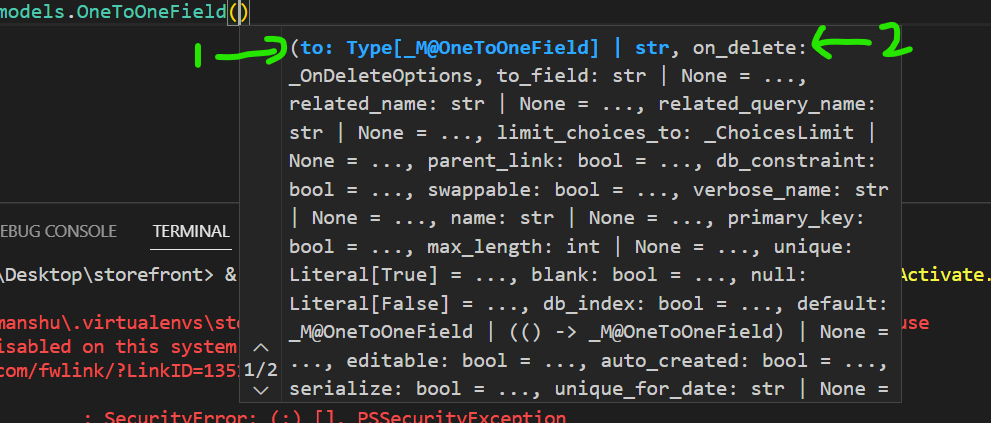 models.OneToOneField()
1
2
(to: Type[_M@OneToOneField] | str, on_delete:
_OnDeleteOptions, to_field: str | None = ...,
related_name: str | None = ..., related_query_name:
str | None = ..., limit_choices_to: _ChoicesLimit |
None = ..., parent_link: bool = ..., db_constraint:
bool = ..., swappable: bool = ..., verbose_name: str
| None = ..., name: str | None = ..., primary_key:
bool = ..., max_length: int | None = ..., unique:
Literal[True] = ..., blank: bool = ..., null:
Literal[False] = ..., db_index: bool = ..., default:
_M@OneToOneField | (() -> _M@OneToOneField) | None =
..., editable: bool = ..., auto_created: bool = ...,
serialize: bool = ..., unique_for_date: str | None =
1/2
EBUG CONSOLE TERMINAL
\Desktop\storefront> & Activate.
manshu\.virtualenvs\sto use
isabled on this system
com/fwlink/?LinkID=135
: SecurityError: (:) [], PSSecurityException